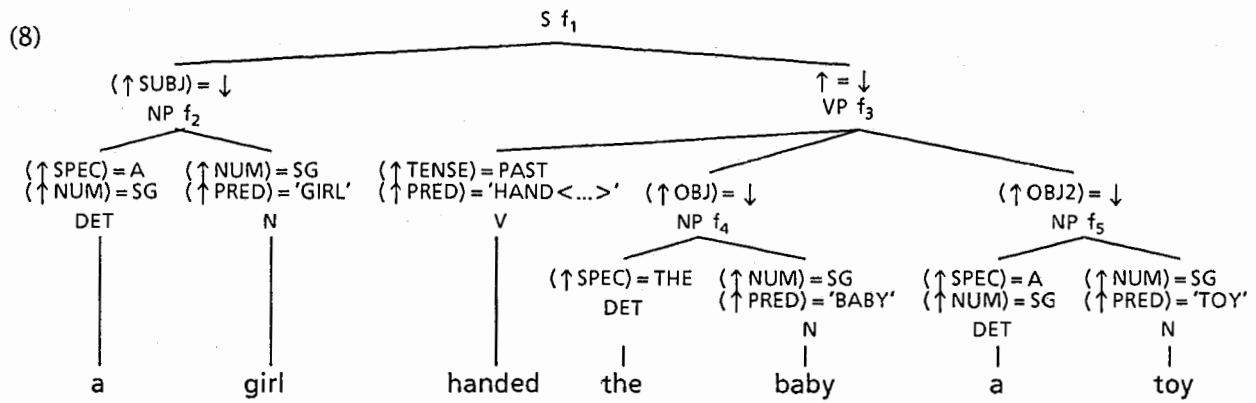 (8)
S f₁
(↑SUBJ) = ↓ ↑ = ↓
NP f₂ VP f₃
(↑SPEC) = A (↑NUM) = SG (↑TENSE) = PAST
(↑NUM) = SG (↑PRED) = 'GIRL' (↑PRED) = 'HAND<...>' (↑OBJ) = ↓ (↑OBJ2) = ↓
DET N V NP f₄ NP f₅
(↑SPEC) = THE (↑NUM) = SG (↑SPEC) = A (↑NUM) = SG
(↑PRED) = 'BABY' (↑NUM) = SG (↑PRED) = 'TOY'
DET N DET N
a girl handed the baby a toy